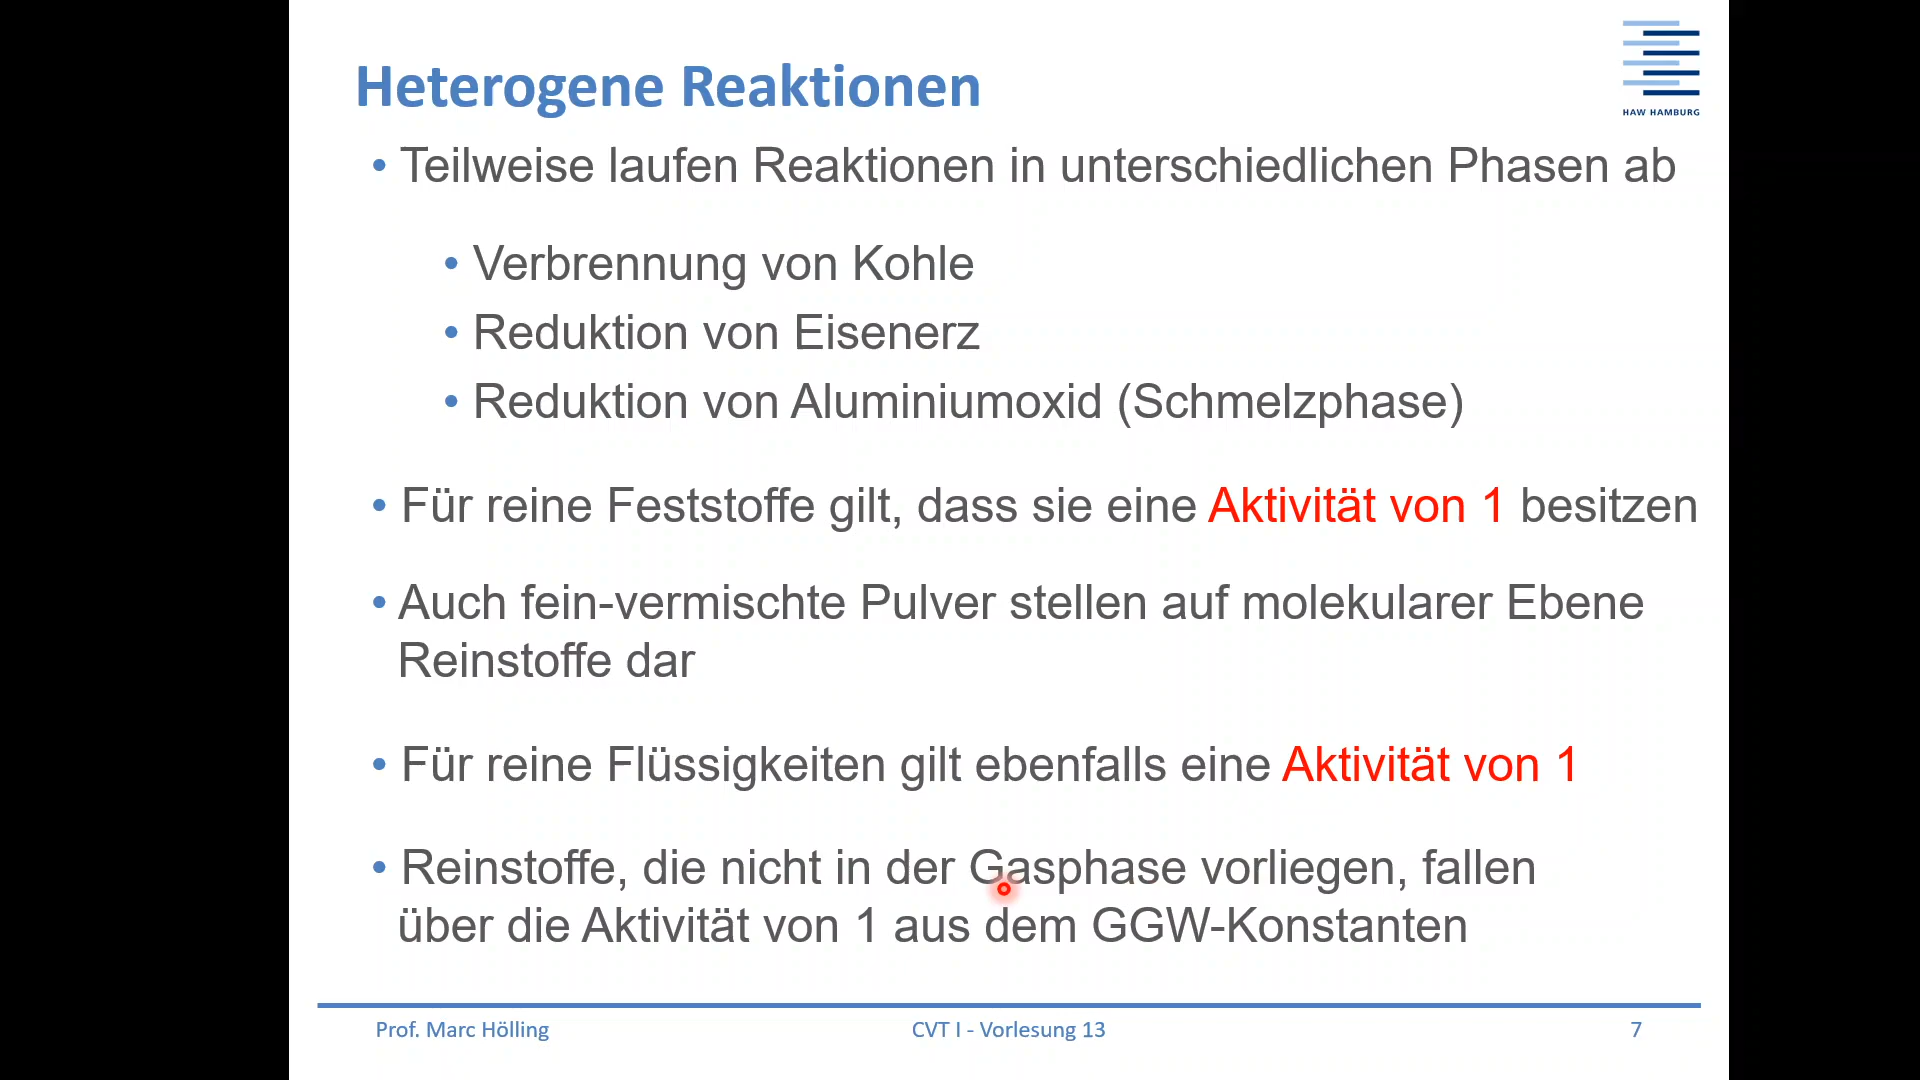 Heterogene Reaktionen
HAW HAMBURG
• Teilweise laufen Reaktionen in unterschiedlichen Phasen ab
• Verbrennung von Kohle
• Reduktion von Eisenerz
• Reduktion von Aluminiumoxid (Schmelzphase)
• Für reine Feststoffe gilt, dass sie eine Aktivität von 1 besitzen
• Auch fein-vermischte Pulver stellen auf molekularer Ebene
Reinstoffe dar
• Für reine Flüssigkeiten gilt ebenfalls eine Aktivität von 1
• Reinstoffe, die nicht in der Gasphase vorliegen, fallen
über die Aktivität von 1 aus dem GGW-Konstanten
Prof. Marc Hölling
CVT I - Vorlesung 13
7